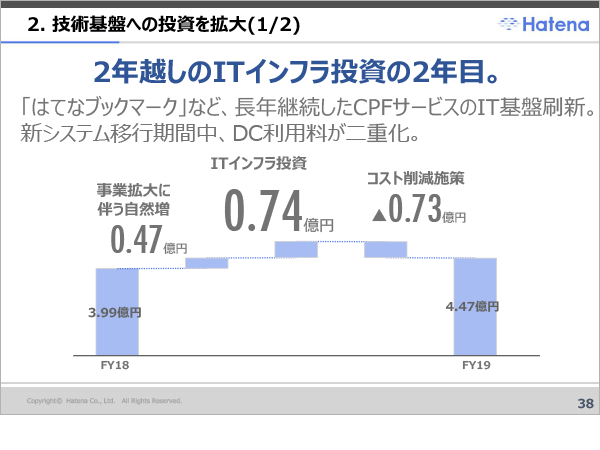 2. 技術基盤への投資を拡大(1/2)
Hatena
2年越しのITインフラ投資の2年目。
「はてなブックマーク」など、長年継続したCPFサービスのIT基盤刷新。
新システム移行期間中、DC利用料が二重化。
ITインフラ投資
0.74億円
事業拡大に
伴う自然増
0.47億円
コスト削減施策
▲0.73億円
3.99億円
4.47億円
FY18
FY19
Copyright© Hatena Co., Ltd. All Rights Reserved.
38